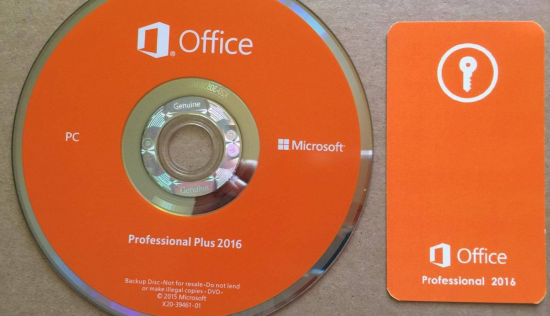 Office
Genuine
PC
Microsoft
Genuine
Professional Plus 2016
Backup Disc-Not for resale-Do not lend
or make illegal copies -DVD-
© 2015 Microsoft
X20-39461-01
Office
Professional 2016